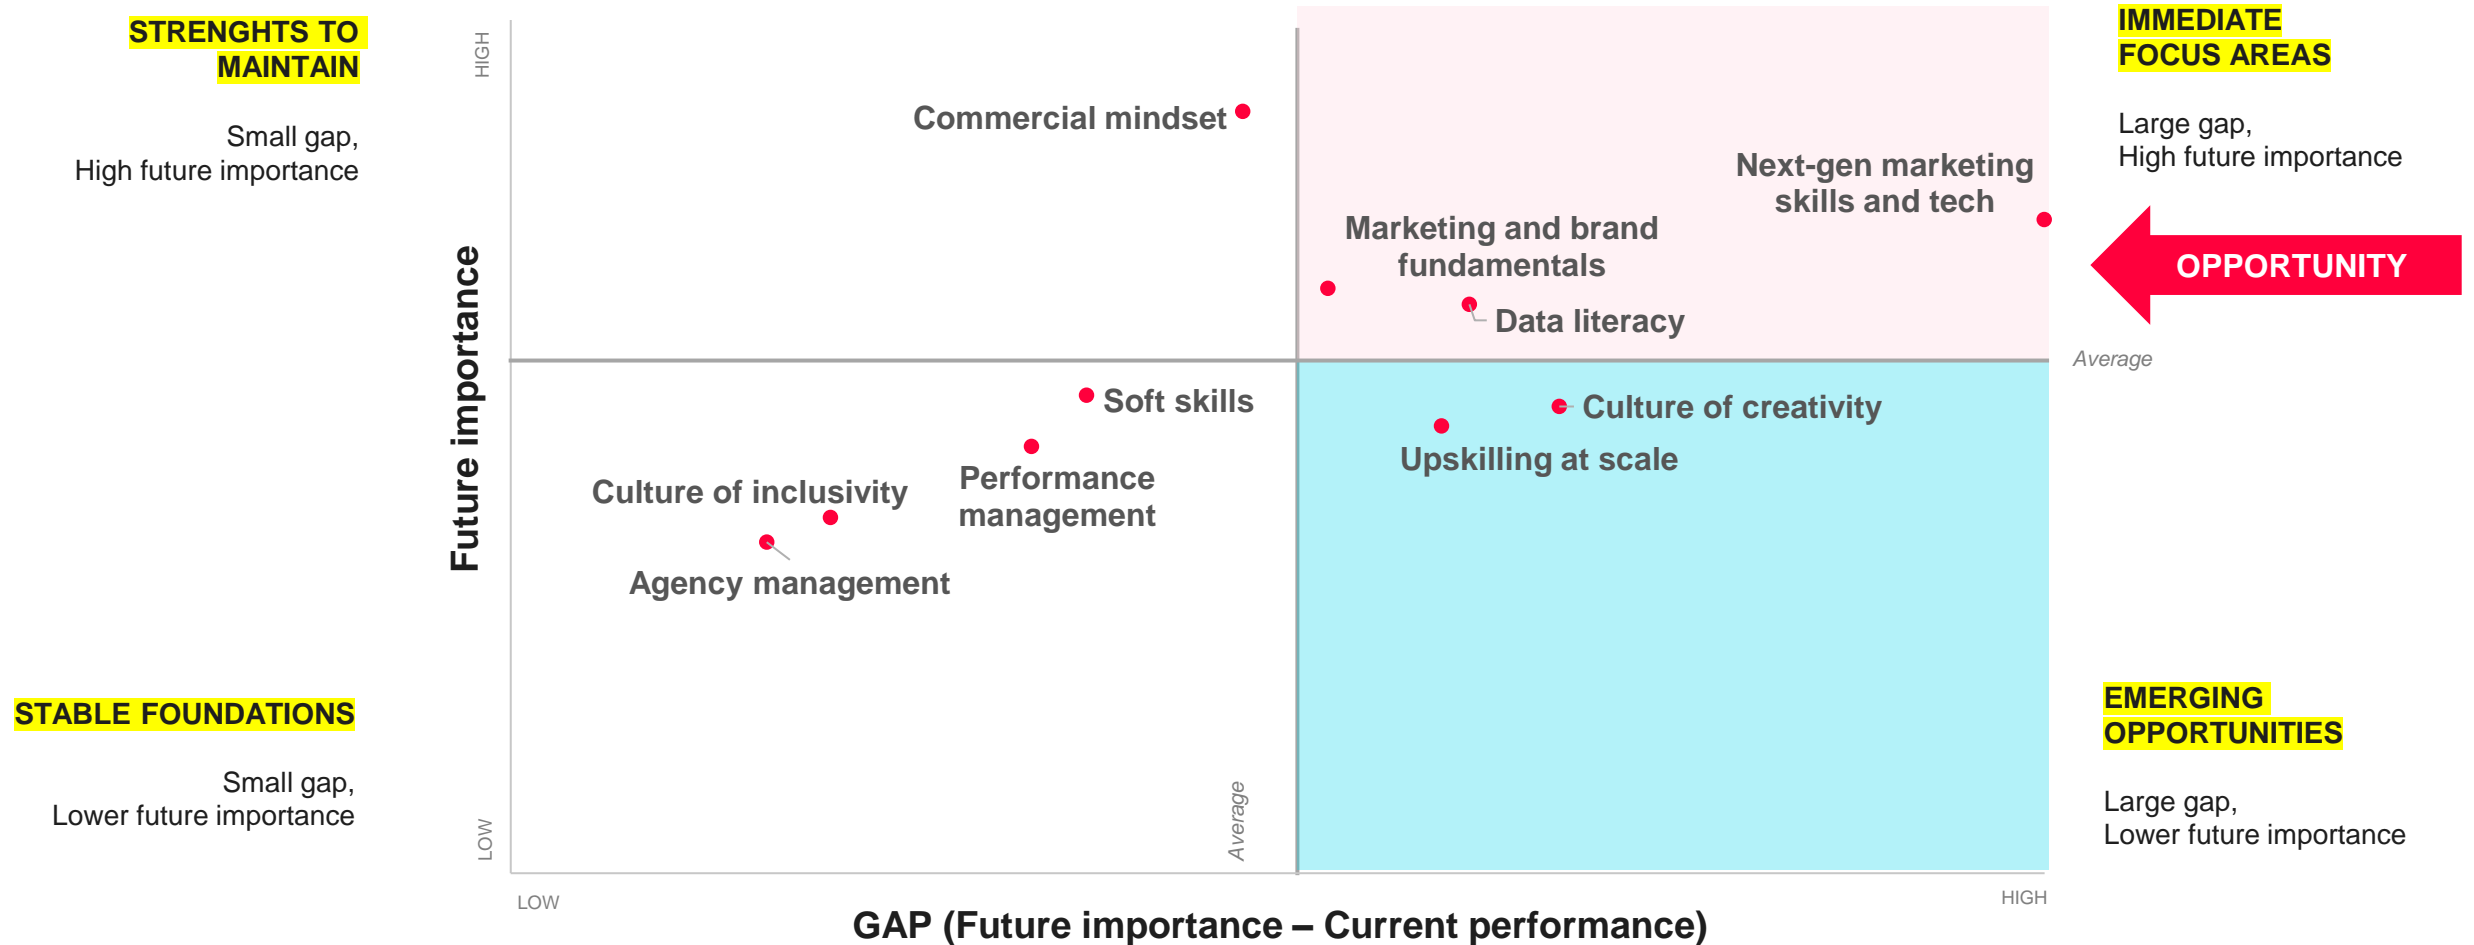 STRENGHTS TO
MAINTAIN
Small gap,
High future importance
HIGH
Future importance
LOW
Commercial mindset
Next-gen marketing
skills and tech
Marketing and brand
fundamentals
Data literacy
IMMEDIATE
FOCUS AREAS
Large gap,
High future importance
OPPORTUNITY
Average
Soft skills
Culture of creativity
Upskilling at scale
Performance
management
Culture of inclusivity
Agency management
STABLE FOUNDATIONS
Small gap,
Lower future importance
Average
EMERGING
OPPORTUNITIES
Large gap,
Lower future importance
LOW
HIGH
GAP (Future importance – Current performance)